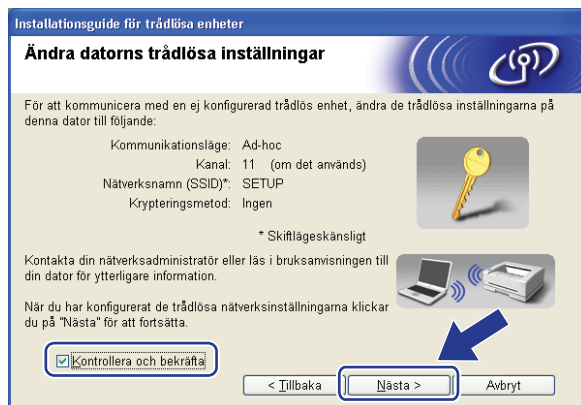 Installationsguide för trådlösa enheter
Ändra datorns trådlösa inställningar
För att kommunicera med en ej konfigurerad trådlös enhet, ändra de trådlösa inställningarna på
denna dator till följande:
Kommunikationsläge: Ad-hoc
Kanal: 11 (om det används)
Nätverksnamn (SSID)*: SETUP
Krypteringsmetod: Ingen
* Skiftlägeskänsligt
Kontakta din nätverksadministratör eller läs i bruksanvisningen till
din dator för ytterligare information.
När du har konfigurerat de trådlösa nätverksinställningarna klickar
du på "Nästa" för att fortsätta.
Kontrollera och bekräfta
< Tillbaka Nästa > Avbryt